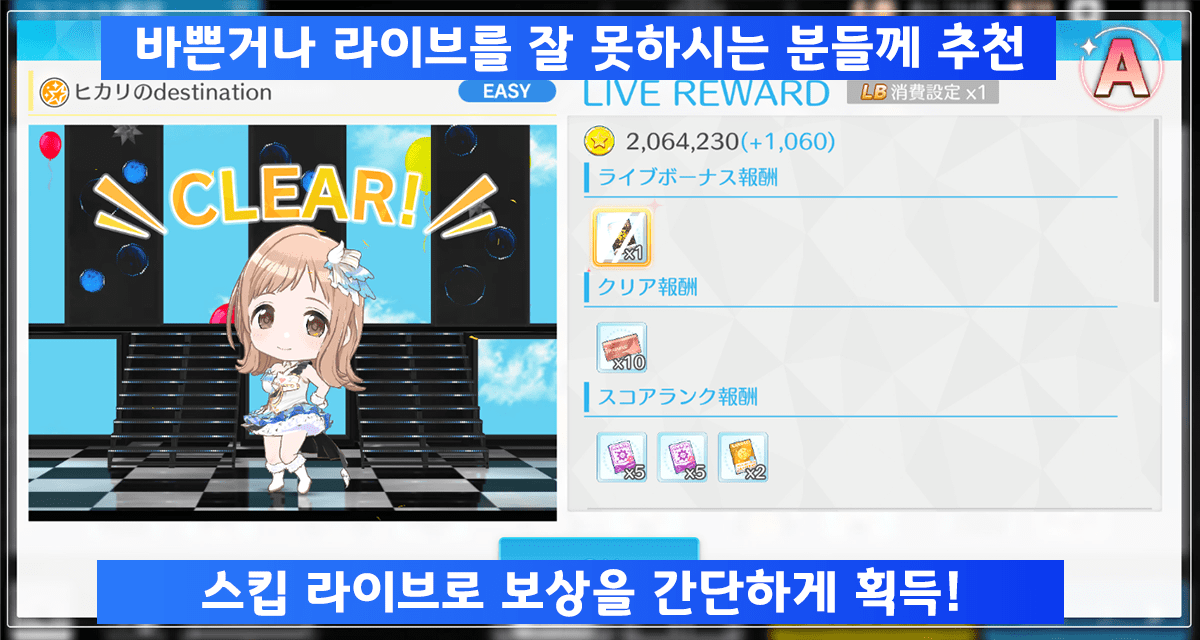 바쁜거나 라이브를 잘 못하시는 분들께 추천
ヒカリのdestination
EASY
LIVE REWARD
LB 消費設定 x1
A
CLEAR!
2,064,230(+1,060)
ライブボーナス報酬
x1
クリア報酬
x10
スコアランク報酬
x5 x5 x2
스킵 라이브로 보상을 간단하게 획득!